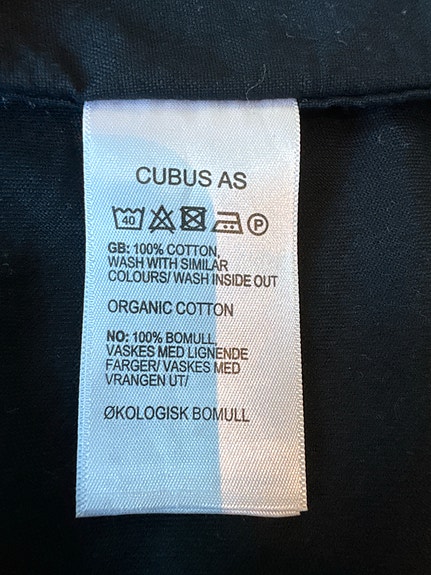 CUBUS AS
40 P
GB: 100% COTTON,
WASH WITH SIMILAR
COLOURS/ WASH INSIDE OUT
ORGANIC COTTON
NO: 100% BOMULL,
VASKES MED LIGNENDE
FARGER/ VASKES MED
VRANGEN UT/
ØKOLOGISK BOMULL